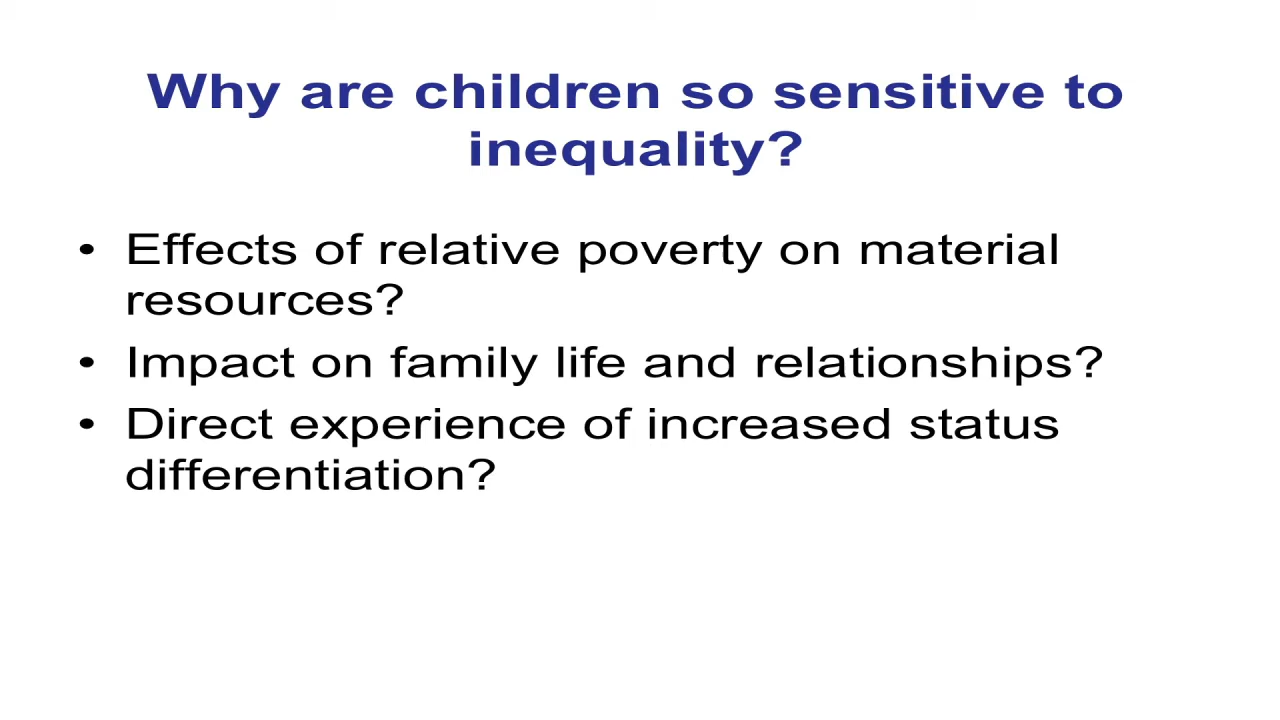 Why are children so sensitive to
inequality?
• Effects of relative poverty on material
resources?
• Impact on family life and relationships?
• Direct experience of increased status
differentiation?